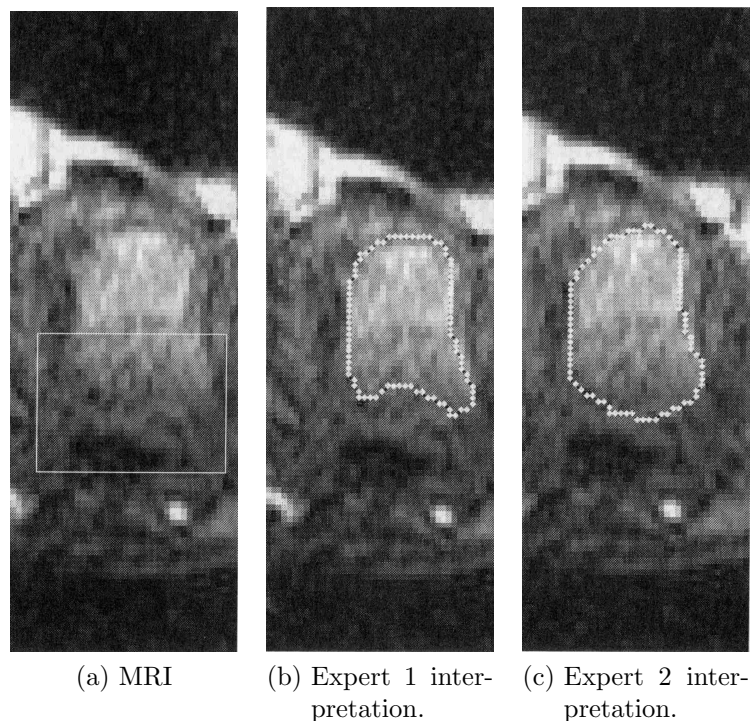 (a) MRI
(b) Expert 1 inter-
pretation.
(c) Expert 2 inter-
pretation.